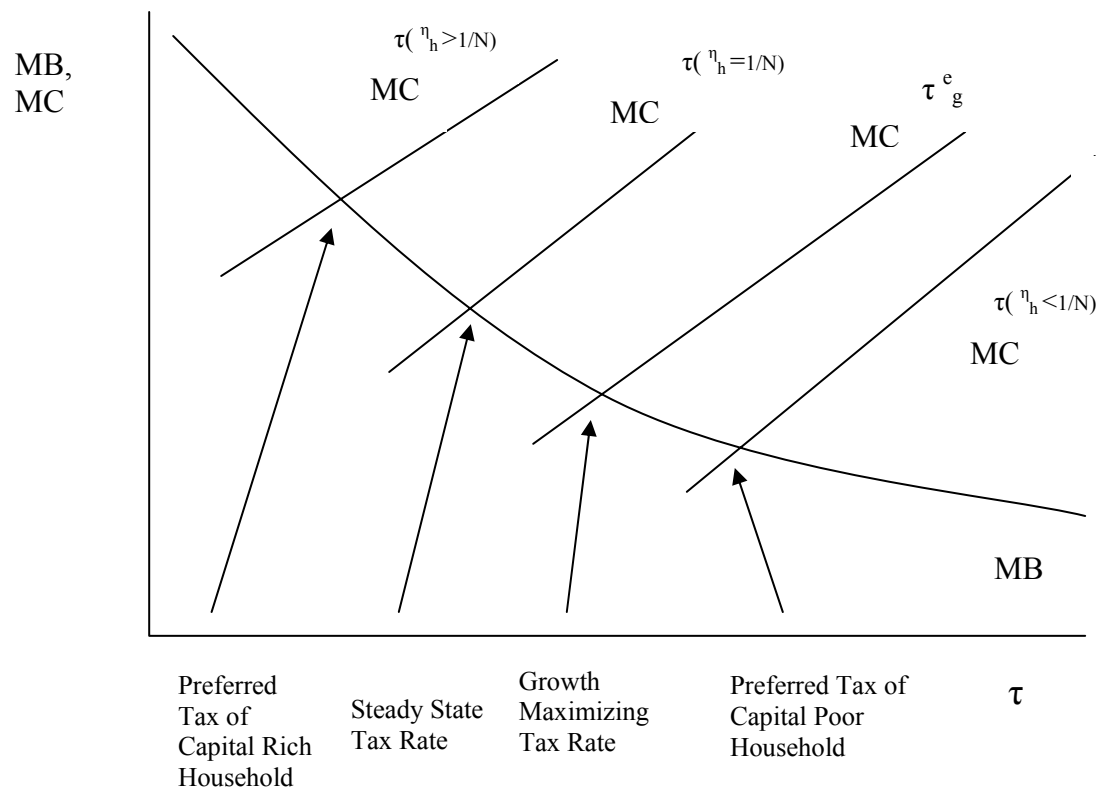 MB,
MC
τ( ηh >1/N)
MC
τ( ηh =1/N)
MC
τ e g
MC
τ( ηh <1/N)
MC
MB
Preferred
Tax of
Capital Rich
Household
Steady State
Tax Rate
Growth
Maximizing
Tax Rate
Preferred Tax of
Capital Poor
Household
τ